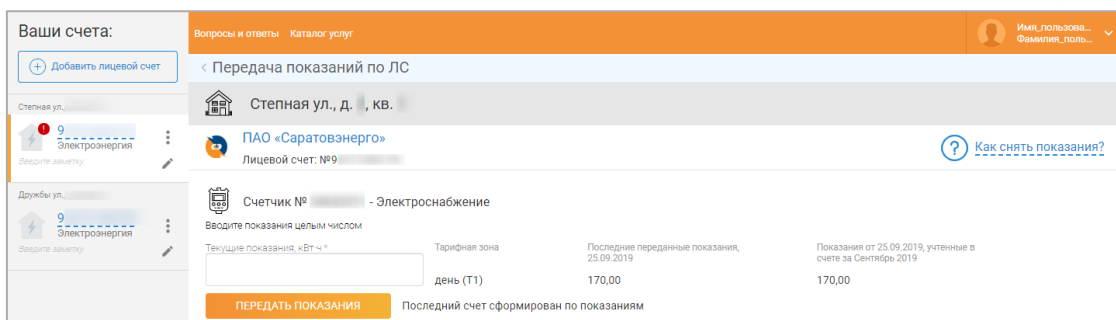 Ваши счета:
Добавить лицевой счет
Степная ул.,
9
Электроэнергия
Введите заметку
Дружбы ул.,
9
Электроэнергия
Введите заметку
Вопросы и ответы Каталог услуг
Имя_пользова...
Фамилия_поль...
< Передача показаний по ЛС
Степная ул., д. , кв.
ПАО «Саратовэнерго»
Лицевой счет: №9
? Как снять показания?
Счетчик № - Электроснабжение
Вводите показания целым числом
Текущие показания, кВт·ч *
Тарифная зона
день (Т1)
Последние переданные показания,
25.09.2019
170,00
Показания от 25.09.2019, учтенные в
счете за Сентябрь 2019
170,00
ПЕРЕДАТЬ ПОКАЗАНИЯ
Последний счет сформирован по показаниям